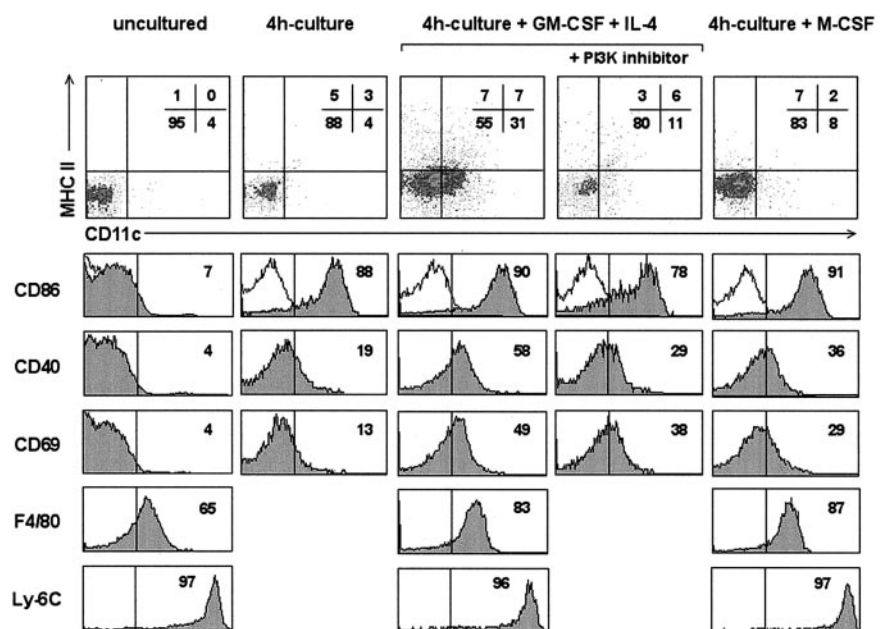 uncultured 4h-culture 4h-culture + GM-CSF + IL-4 4h-culture + M-CSF
+ PI3K inhibitor
1 0 5 3 7 7 3 6 7 2
95 4 88 4 55 31 80 11 83 8
MHC II
CD11c
CD86 7 88 90 78 91
CD40 4 19 58 29 36
CD69 4 13 49 38 29
F4/80 65 83 87
Ly-6C 97 96 97